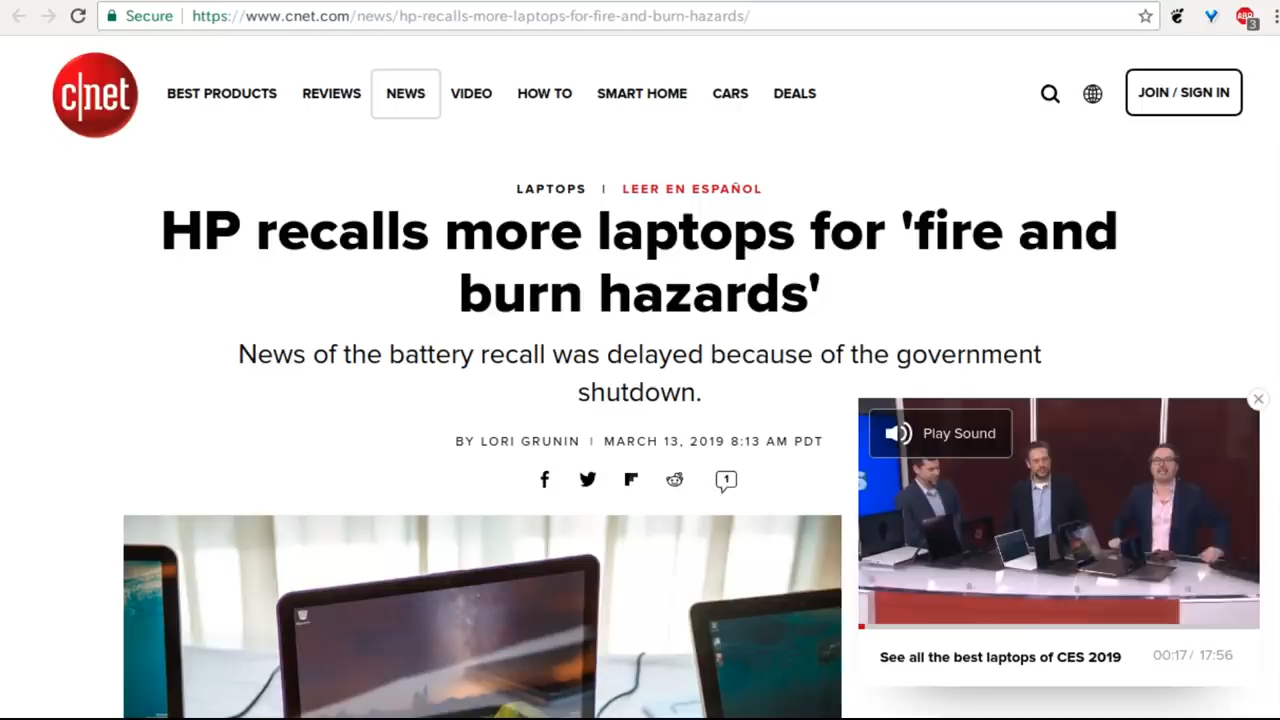 Secure
https://www.cnet.com/news/hp-recalls-more-laptops-for-fire-and-burn-hazards/
ABP
3
c|net
BEST PRODUCTS
REVIEWS
NEWS
VIDEO
HOW TO
SMART HOME
CARS
DEALS
JOIN / SIGN IN
LAPTOPS | LEER EN ESPAÑOL
HP recalls more laptops for 'fire and
burn hazards'
News of the battery recall was delayed because of the government
shutdown.
BY LORI GRUNIN | MARCH 13, 2019 8:13 AM PDT
1
Play Sound
See all the best laptops of CES 2019
00:17 / 17:56